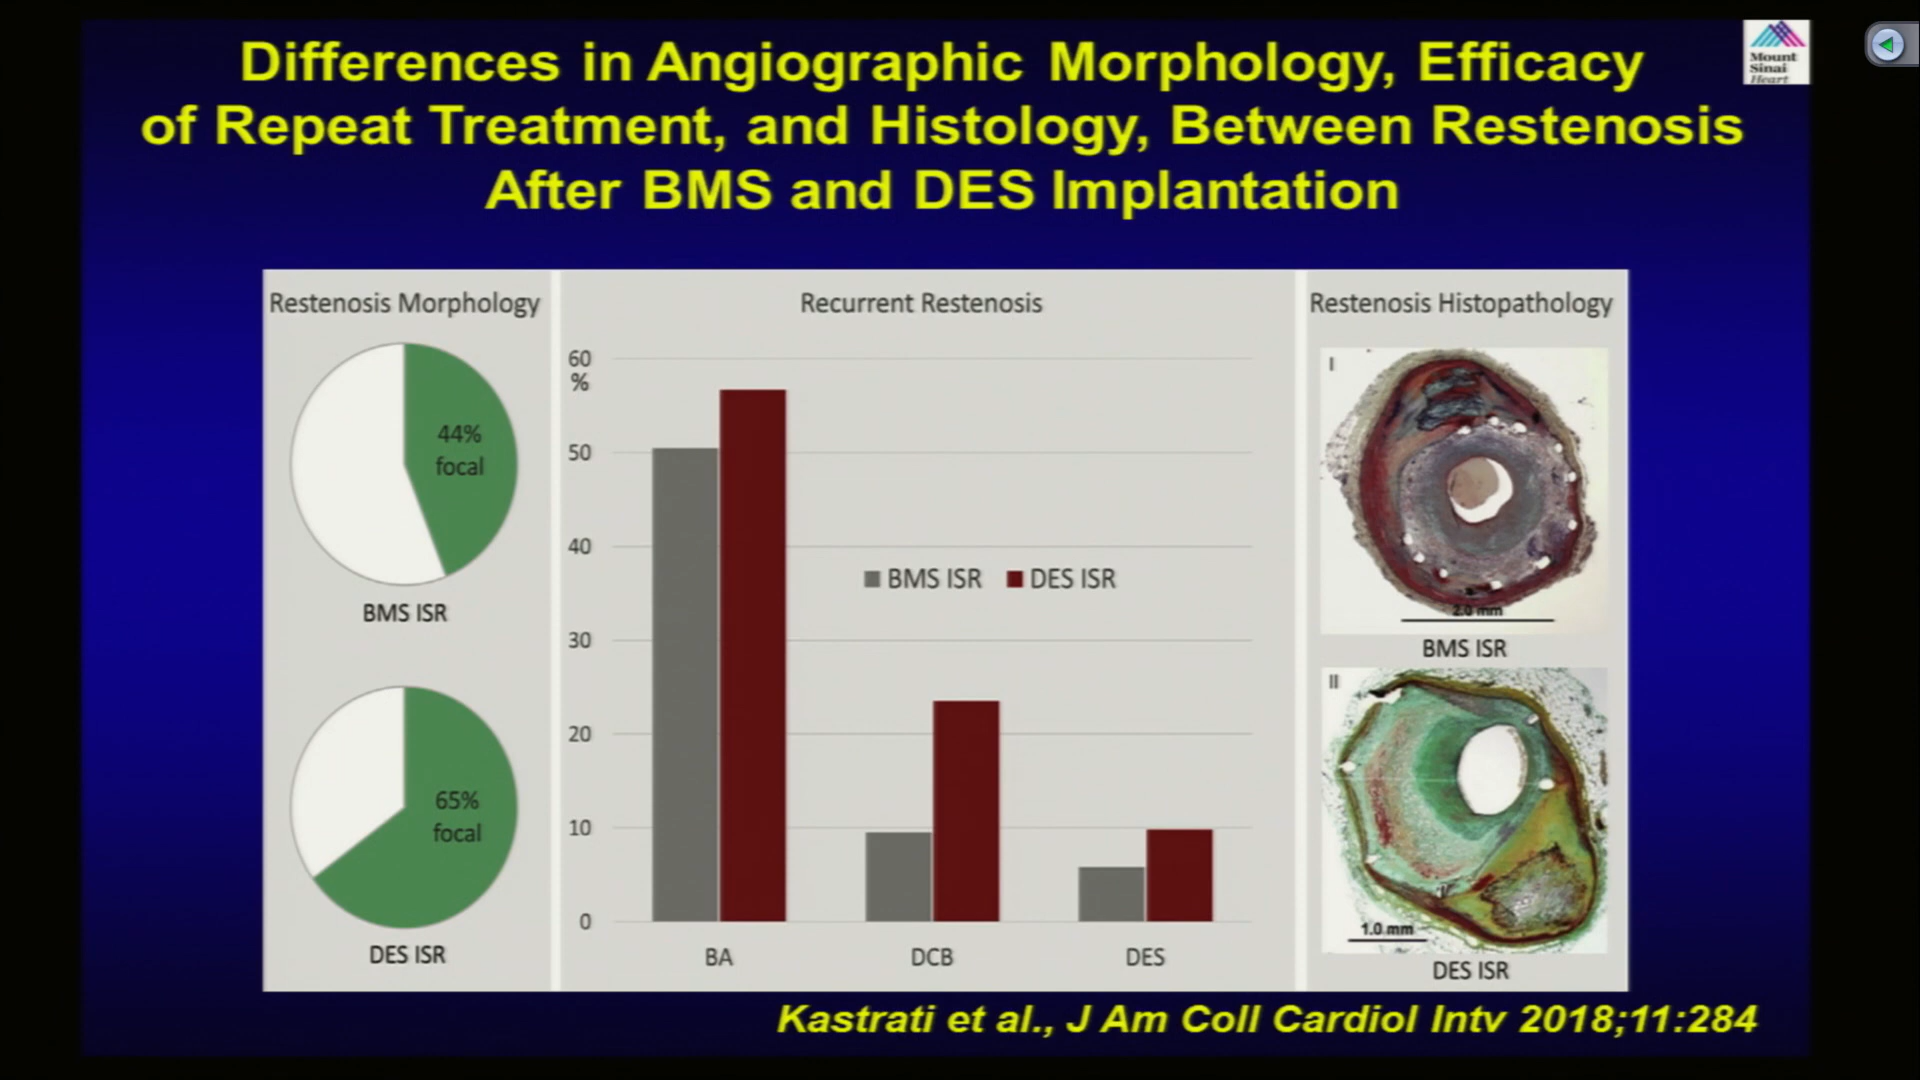 Differences in Angiographic Morphology, Efficacy
of Repeat Treatment, and Histology, Between Restenosis
After BMS and DES Implantation
Mount
Sinai
Heart
Restenosis Morphology
44%
focal
BMS ISR
65%
focal
DES ISR
Recurrent Restenosis
60
%
50
40
30
20
10
0
BMS ISR
DES ISR
BA
DCB
DES
Restenosis Histopathology
I
2.0 mm
BMS ISR
II
1.0 mm
DES ISR
Kastrati et al., J Am Coll Cardiol Intv 2018;11:284